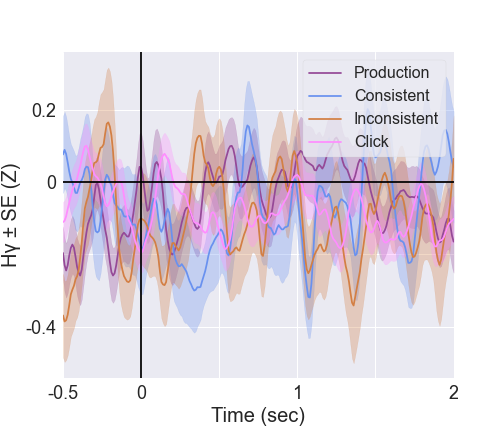 Production
Consistent
Inconsistent
Click
0.2
0
-0.4
Hγ ± SE (Z)
-0.5 0 1 2
Time (sec)